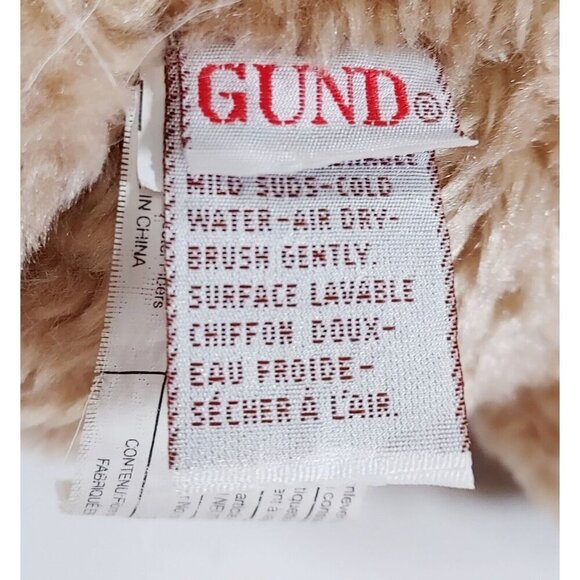 GUND®
MILD SUDS-COLD
WATER-AIR DRY-
BRUSH GENTLY.
SURFACE LAVABLE
CHIFFON DOUX-
EAU FROIDE-
SÉCHER A L'AIR.
IN CHINA
CONTENU